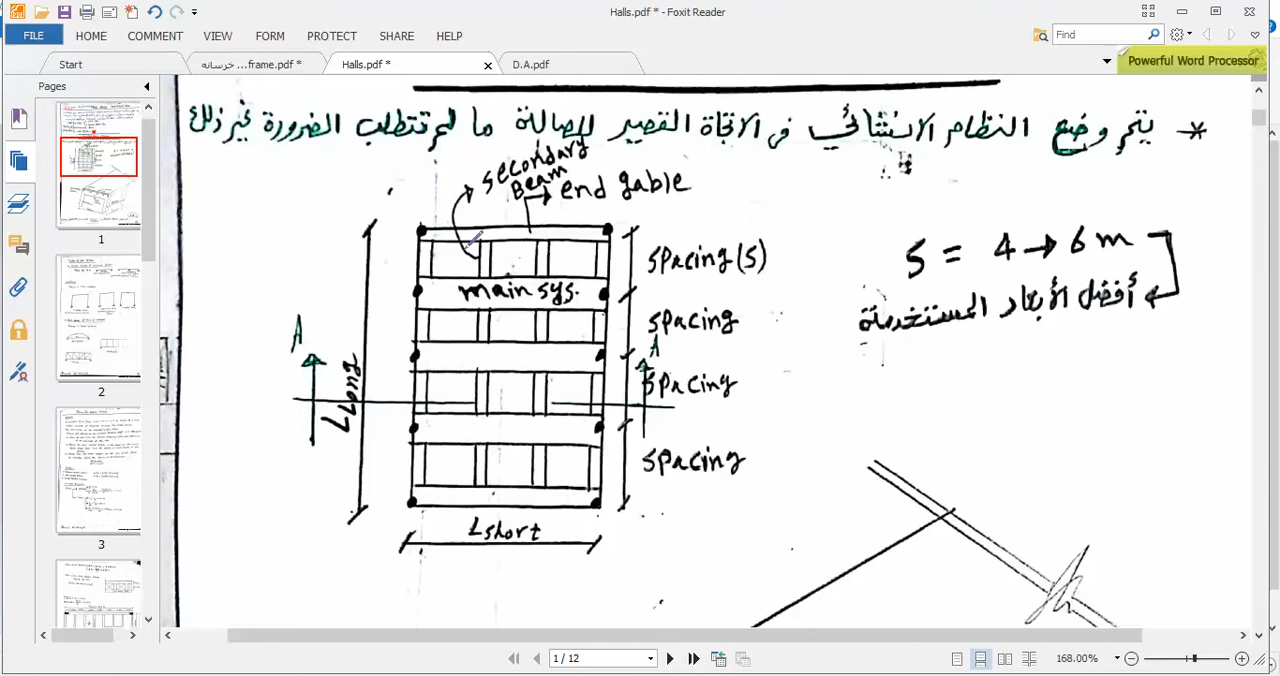 Halls.pdf * - Foxit Reader
FILE HOME COMMENT VIEW FORM PROTECT SHARE HELP
Find
Start
خرسانه ...frame.pdf *
Halls.pdf *
D.A.pdf
Powerful Word Processor
Pages
1
2
3
* يتم وضع النظام الانشائي في الاتجاة القصير للصالة ما لم تتطلب الضرورة غير ذلك
secondary
Beam
end gable
spacing(s)
S = 4 → 6 m
أفضل الأبعاد المستخدمة
main sys.
spacing
A
A
spacing
L Long
spacing
L short
1 / 12
168.00%